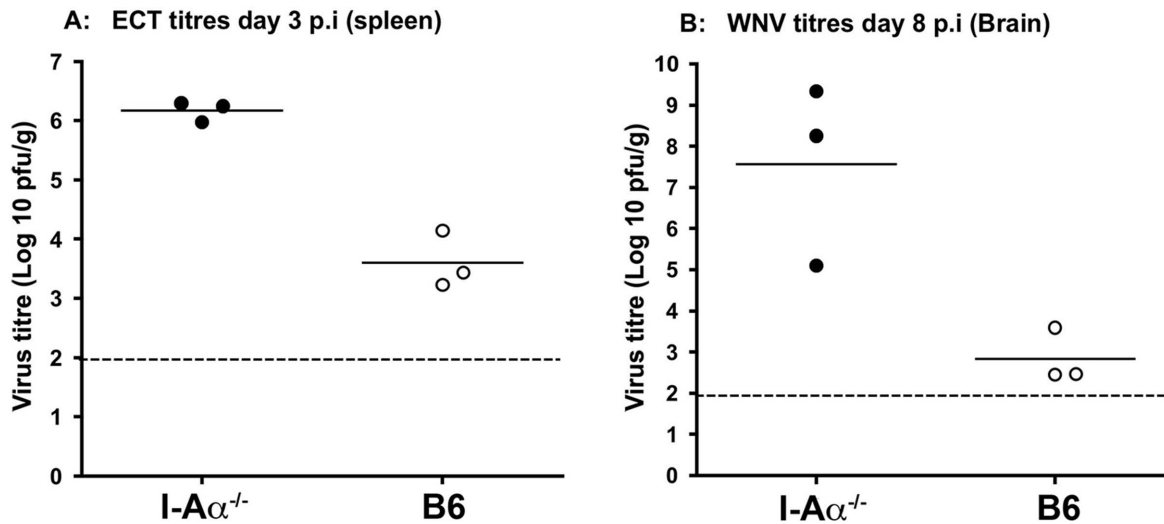 A: ECT titres day 3 p.i (spleen)
Virus titre (Log 10 pfu/g)
7
6
5
4
3
2
1
0
I-Aα-/-
B6
B: WNV titres day 8 p.i (Brain)
Virus titre (Log 10 pfu/g)
10
9
8
7
6
5
4
3
2
1
0
I-Aα-/-
B6